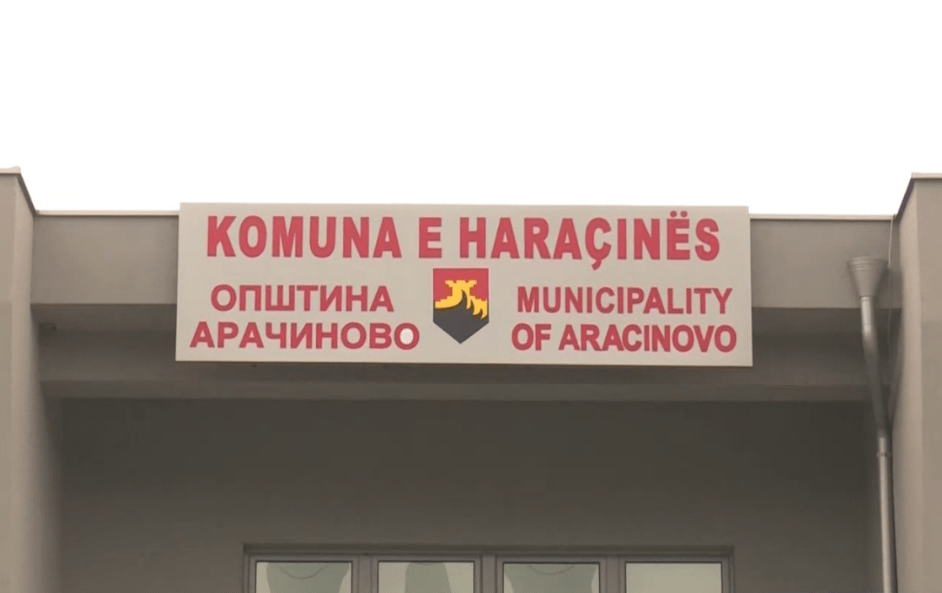 KOMUNA E HARAÇINËS
ОПШТИНА
АРАЧИНОВО
MUNICIPALITY
OF ARACINOVO